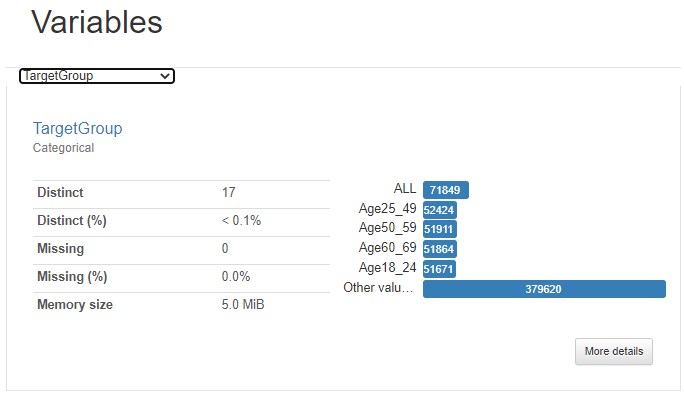 Variables
TargetGroup
TargetGroup
Categorical
Distinct 17
Distinct (%) < 0.1%
Missing 0
Missing (%) 0.0%
Memory size 5.0 MiB
ALL 71849
Age25_49 52424
Age50_59 51911
Age60_69 51864
Age18_24 51671
Other valu… 379620
More details